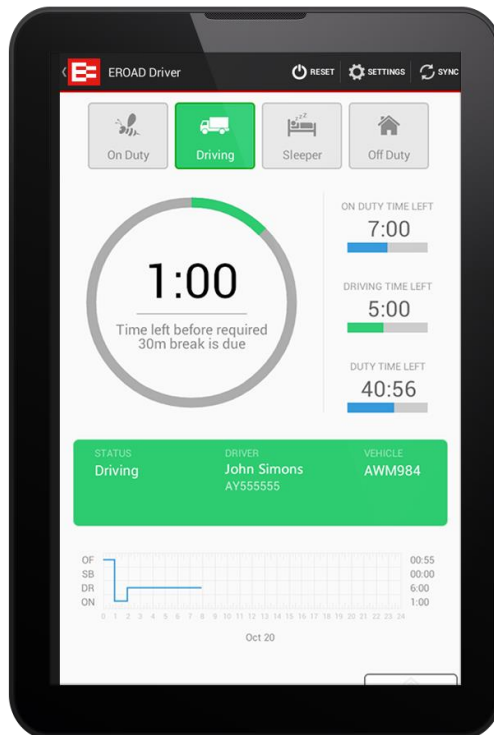 EROAD Driver
RESET
SETTINGS
SYNC
zzZ
On Duty
Driving
Sleeper
Off Duty
1:00
Time left before required
30m break is due
ON DUTY TIME LEFT
7:00
DRIVING TIME LEFT
5:00
DUTY TIME LEFT
40:56
STATUS
Driving
DRIVER
John Simons
AY555555
VEHICLE
AWM984
OF 00:55
SB 00:00
DR 6:00
ON 1:00
0 1 2 3 4 5 6 7 8 9 10 11 12 13 14 15 16 17 18 19 20 21 22 23 24
Oct 20